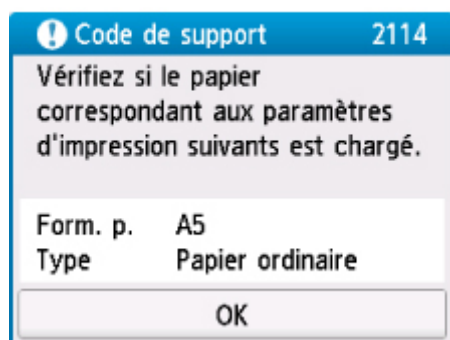 Code de support 2114
Vérifiez si le papier
correspondant aux paramètres
d'impression suivants est chargé.
Form. p. A5
Type Papier ordinaire
OK